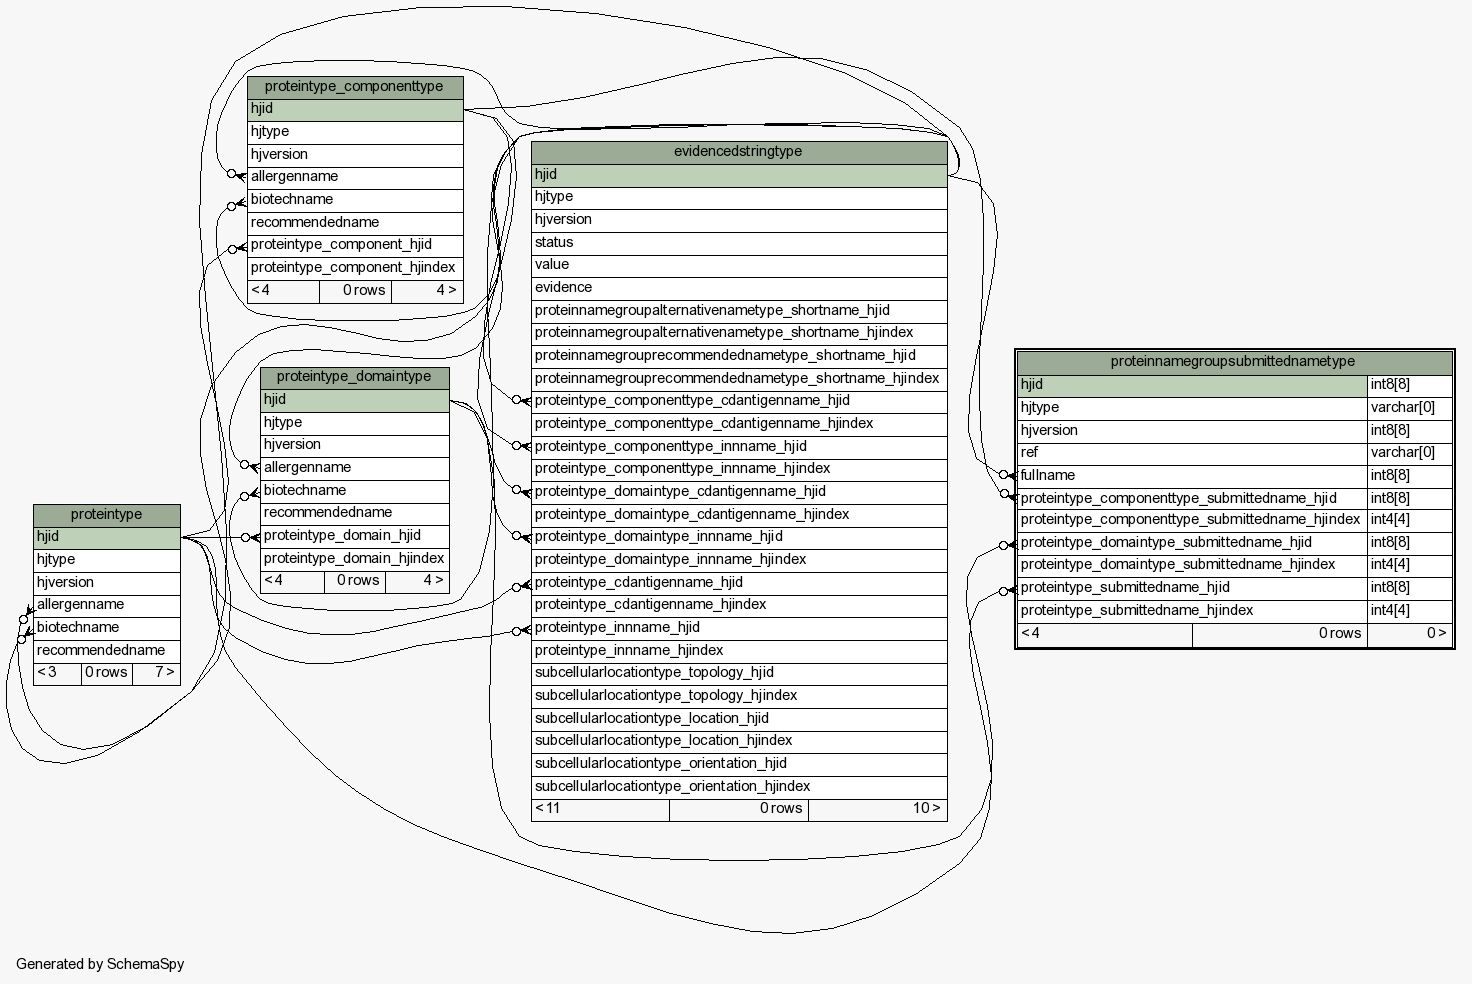 proteintype_componenttype
hjid
hjtype
hjversion
allergenname
biotechname
recommendedname
proteintype_component_hjid
proteintype_component_hjindex
< 4 0 rows 4 >
proteintype_domaintype
hjid
hjtype
hjversion
allergenname
biotechname
recommendedname
proteintype_domain_hjid
proteintype_domain_hjindex
< 4 0 rows 4 >
proteintype
hjid
hjtype
hjversion
allergenname
biotechname
recommendedname
< 3 0 rows 7 >
evidencedstringtype
hjid
hjtype
hjversion
status
value
evidence
proteinnamegroupalternativenametype_shortname_hjid
proteinnamegroupalternativenametype_shortname_hjindex
proteinnamegrouprecommendednametype_shortname_hjid
proteinnamegrouprecommendednametype_shortname_hjindex
proteintype_componenttype_cdantigenname_hjid
proteintype_componenttype_cdantigenname_hjindex
proteintype_componenttype_innname_hjid
proteintype_componenttype_innname_hjindex
proteintype_domaintype_cdantigenname_hjid
proteintype_domaintype_cdantigenname_hjindex
proteintype_domaintype_innname_hjid
proteintype_domaintype_innname_hjindex
proteintype_cdantigenname_hjid
proteintype_cdantigenname_hjindex
proteintype_innname_hjid
proteintype_innname_hjindex
subcellularlocationtype_topology_hjid
subcellularlocationtype_topology_hjindex
subcellularlocationtype_location_hjid
subcellularlocationtype_location_hjindex
subcellularlocationtype_orientation_hjid
subcellularlocationtype_orientation_hjindex
< 11 0 rows 10 >
proteinnamegroupsubmittednametype
hjid int8[8]
hjtype varchar[0]
hjversion int8[8]
ref varchar[0]
fullname int8[8]
proteintype_componenttype_submittedname_hjid int8[8]
proteintype_componenttype_submittedname_hjindex int4[4]
proteintype_domaintype_submittedname_hjid int8[8]
proteintype_domaintype_submittedname_hjindex int4[4]
proteintype_submittedname_hjid int8[8]
proteintype_submittedname_hjindex int4[4]
< 4 0 rows 0 >
Generated by SchemaSpy